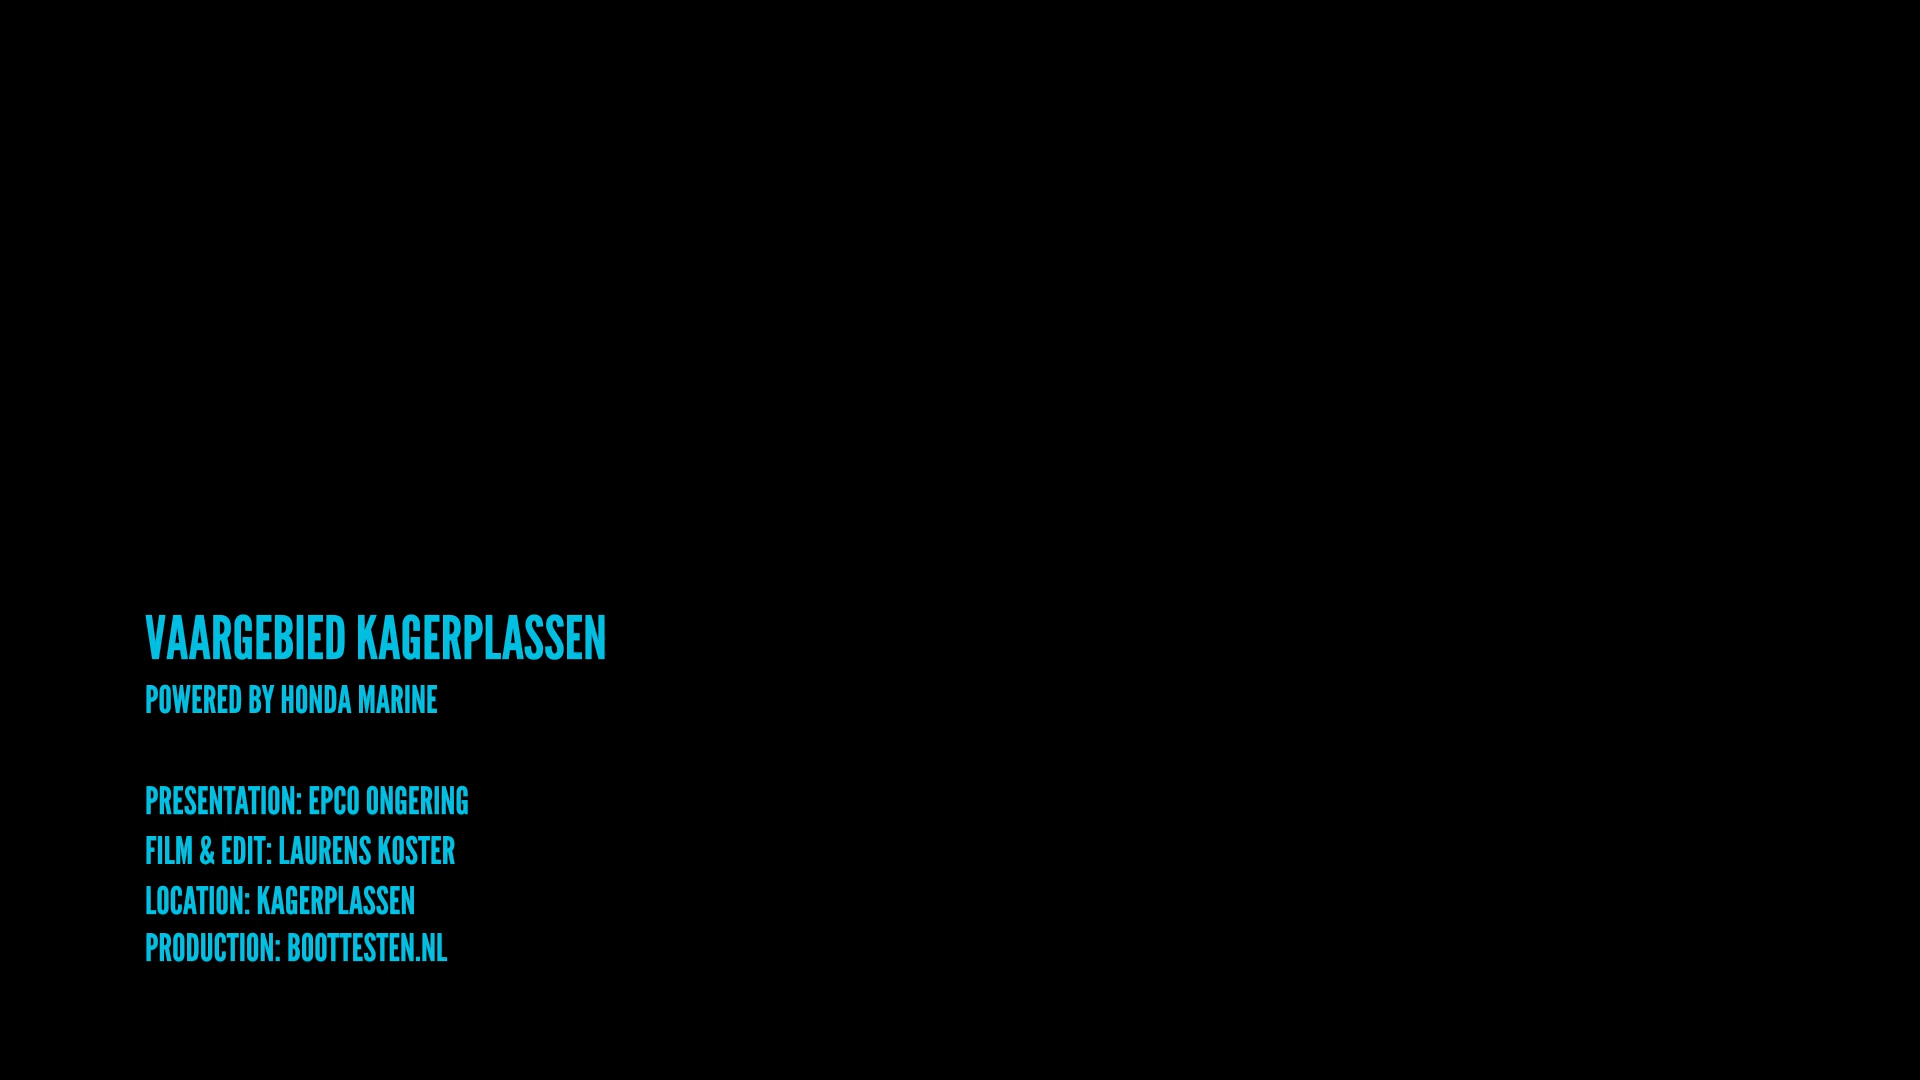 VAARGEBIED KAGERPLASSEN
POWERED BY HONDA MARINE
PRESENTATION: EPCO ONGERING
FILM & EDIT: LAURENS KOSTER
LOCATION: KAGERPLASSEN
PRODUCTION: BOOTTESTEN.NL